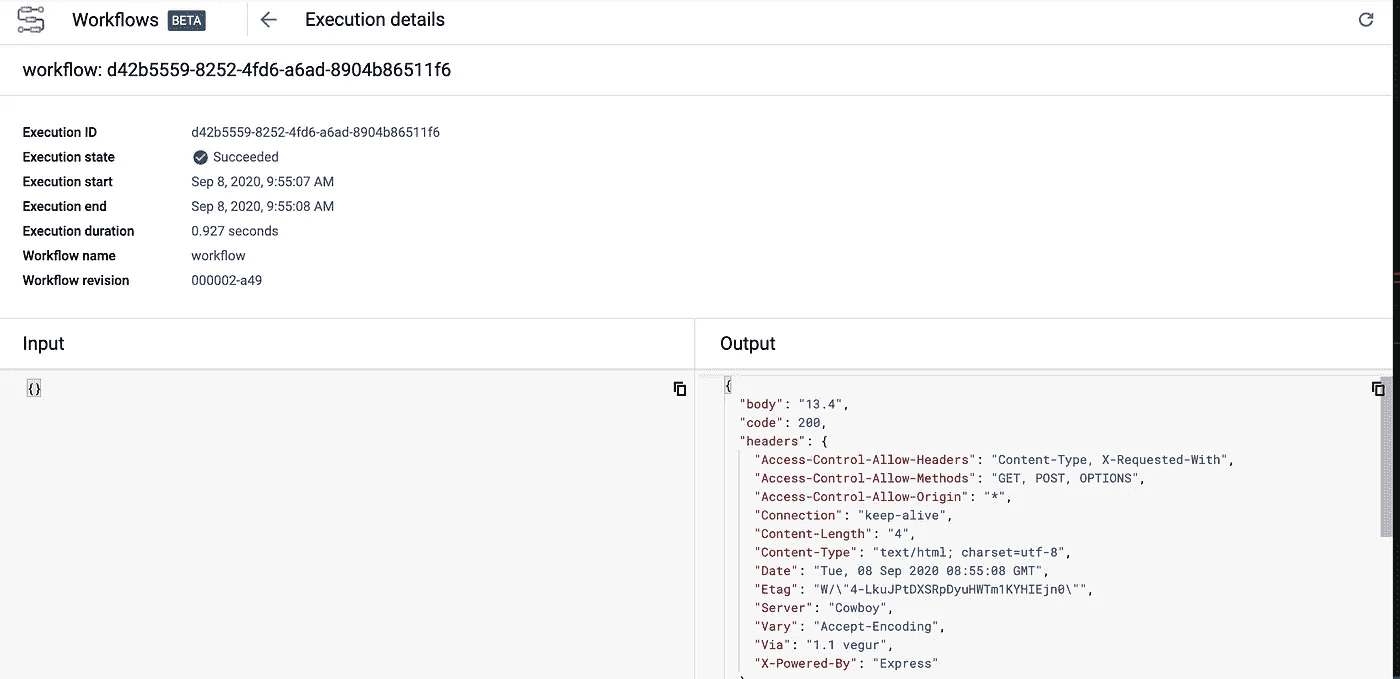 Workflows BETA Execution details
workflow: d42b5559-8252-4fd6-a6ad-8904b86511f6
Execution ID d42b5559-8252-4fd6-a6ad-8904b86511f6
Execution state Succeeded
Execution start Sep 8, 2020, 9:55:07 AM
Execution end Sep 8, 2020, 9:55:08 AM
Execution duration 0.927 seconds
Workflow name workflow
Workflow revision 000002-a49
Input
{}
Output
{
"body": "13.4",
"code": 200,
"headers": {
"Access-Control-Allow-Headers": "Content-Type, X-Requested-With",
"Access-Control-Allow-Methods": "GET, POST, OPTIONS",
"Access-Control-Allow-Origin": "*",
"Connection": "keep-alive",
"Content-Length": "4",
"Content-Type": "text/html; charset=utf-8",
"Date": "Tue, 08 Sep 2020 08:55:08 GMT",
"Etag": "W/\"4-LkuJPtDXSRpDyuHWTm1KYHIEjn0\"",
"Server": "Cowboy",
"Vary": "Accept-Encoding",
"Via": "1.1 vegur",
"X-Powered-By": "Express"